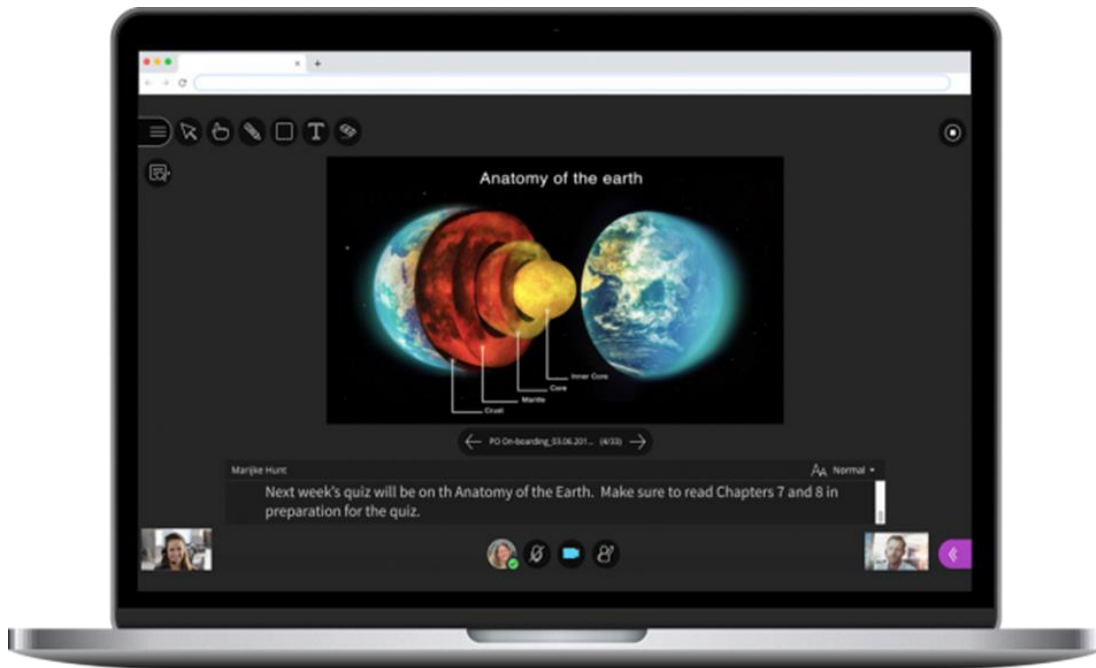 Anatomy of the earth
Inner Core
Core
Mantle
Crust
PO On-boarding_03.06.201... (4/33)
Marijke Hunt
AA Normal
Next week's quiz will be on th Anatomy of the Earth. Make sure to read Chapters 7 and 8 in
preparation for the quiz.